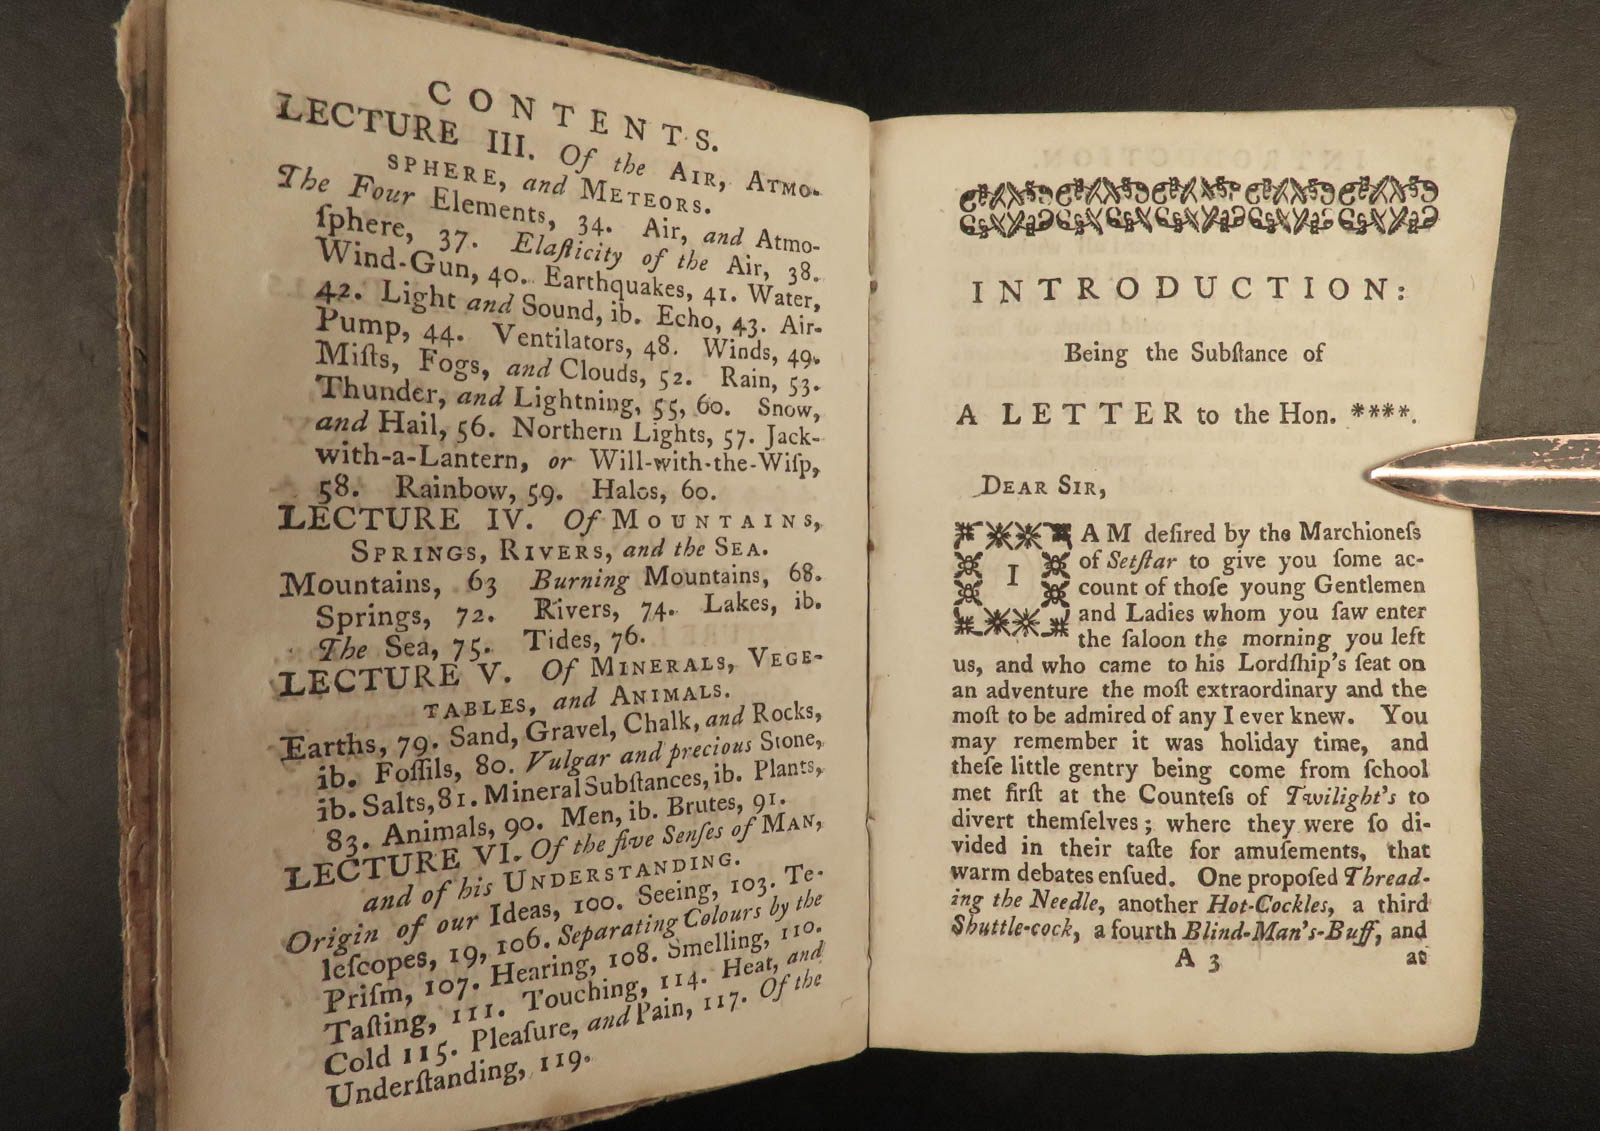 CONTENTS.
LECTURE III. Of the AIR, ATMO-
SPHERE, and METEORS.
The Four Elements, 34. Air, and Atmo-
ſphere, 37. Elaſticity of the Air, 38.
Wind-Gun, 40. Earthquakes, 41. Water,
42. Light and Sound, ib. Echo, 43. Air-
Pump, 44. Ventilators, 48. Winds, 49.
Miſts, Fogs, and Clouds, 52. Rain, 53.
Thunder, and Lightning, 55, 60. Snow,
and Hail, 56. Northern Lights, 57. Jack-
with-a-Lantern, or Will-with-the-Wiſp,
58. Rainbow, 59. Halos, 60.
LECTURE IV. Of MOUNTAINS,
SPRINGS, RIVERS, and the SEA.
Mountains, 63 Burning Mountains, 68.
Springs, 72. Rivers, 74. Lakes, ib.
The Sea, 75. Tides, 76.
LECTURE V. Of MINERALS, VEGE-
TABLES, and ANIMALS.
Earths, 79. Sand, Gravel, Chalk, and Rocks,
ib. Foſſils, 80. Vulgar and precious Stone,
ib. Salts, 81. Mineral Subſtances, ib. Plants,
83. Animals, 90. Men, ib. Brutes, 91.
LECTURE VI. Of the five Senſes of MAN,
and of his UNDERSTANDING.
Origin of our Ideas, 100. Seeing, 103. Te-
leſcopes, 19, 106. Separating Colours by the
Priſm, 107. Hearing, 108. Smelling, 110.
Taſting, 111. Touching, 114. Heat, and
Cold 115. Pleaſure, and Pain, 117. Of the
Underſtanding, 119.
INTRODUCTION:
Being the Subſtance of
A LETTER to the Hon. ****.
DEAR SIR,
I AM deſired by the Marchioneſs
of Setſtar to give you ſome ac-
count of thoſe young Gentlemen
and Ladies whom you ſaw enter
the ſaloon the morning you left
us, and who came to his Lordſhip's ſeat on
an adventure the moſt extraordinary and the
moſt to be admired of any I ever knew. You
may remember it was holiday time, and
theſe little gentry being come from ſchool
met firſt at the Counteſs of Twilight's to
divert themſelves; where they were ſo di-
vided in their taſte for amuſements, that
warm debates enſued. One propoſed Thread-
ing the Needle, another Hot-Cockles, a third
Shuttle-cock, a fourth Blind-Man's-Buff, and
A 3 at